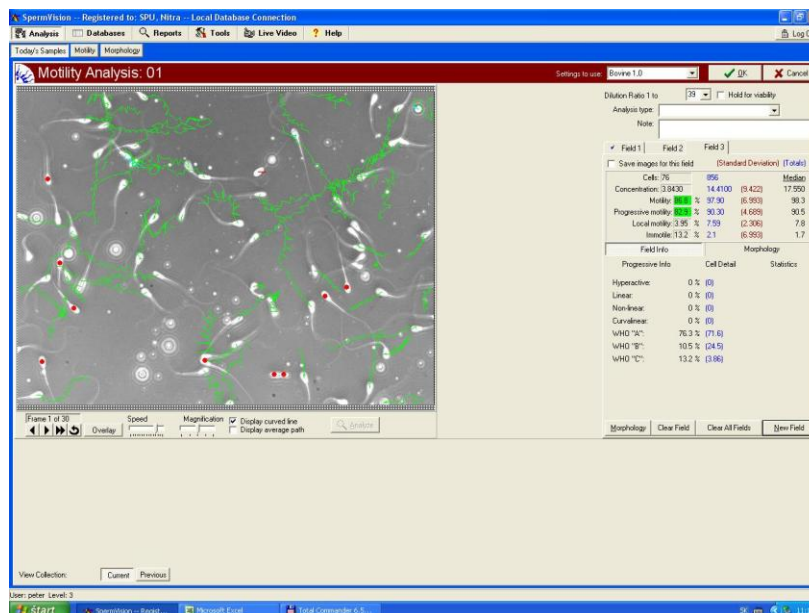 SpermVision -- Registered to: SPU, Nitra -- Local Database Connection
Analysis Databases Reports Tools Live Video Help Log
Today's Samples Motility Morphology
Motility Analysis: 01 Settings to use: Bovine 1.0 OK Cancel
Dilution Ratio 1 to 39 Hold for viability
Analysis type:
Note:
Field 1 Field 2 Field 3
Save images for this field (Standard Deviation) (Totals)
Cells: 76 856 Median
Concentration: 3.8430 14.4100 (9.422) 17.550
Motility: 86.8 % 97.90 (6.993) 98.3
Progressive motility: 82.9 % 90.30 (4.689) 90.5
Local motility: 3.95 % 7.59 (2.306) 7.8
Immotile: 13.2 % 2.1 (6.993) 1.7
Field Info Morphology
Progressive Info Cell Detail Statistics
Hyperactive: 0 % (0)
Linear: 0 % (0)
Non-linear: 0 % (0)
Curvalinear: 0 % (0)
WHO "A": 76.3 % (71.6)
WHO "B": 10.5 % (24.5)
WHO "C": 13.2 % (3.86)
Frame 1 of 30 Speed Magnification Display curved line
Overlay Display average path Analyze
Morphology Clear Field Clear All Fields New Field
View Collection: Current Previous
User: peter Level: 3
štart SpermVision -- Regist... Microsoft Excel Total Commander 6.5... SK